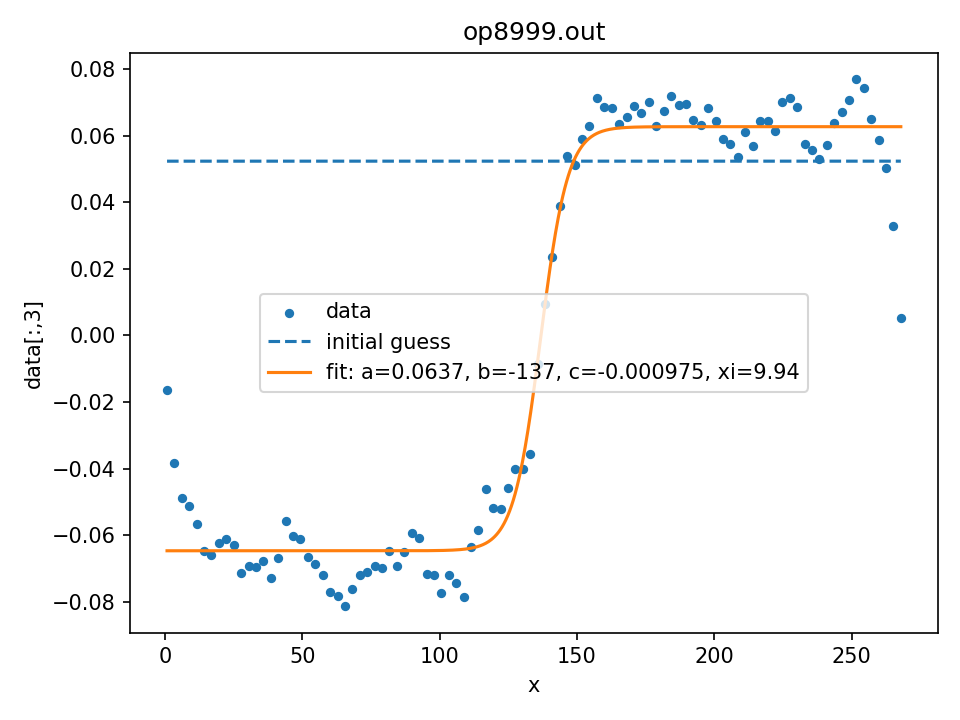 op8999.out
0.08
0.06
0.04
0.02
0.00
−0.02
−0.04
−0.06
−0.08
data[:,3]
data
initial guess
fit: a=0.0637, b=-137, c=-0.000975, xi=9.94
0 50 100 150 200 250
x